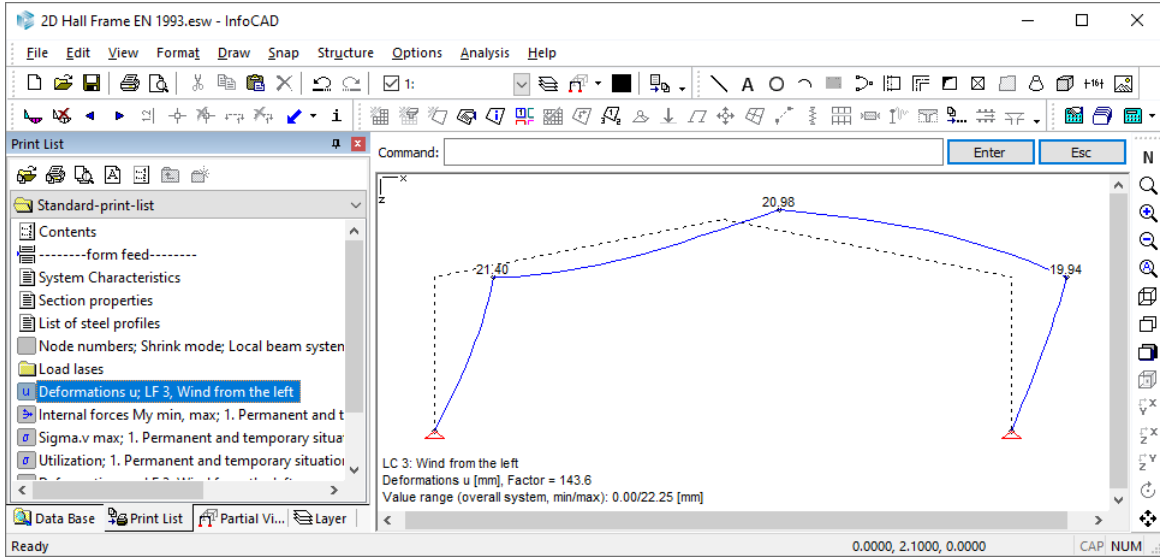 2D Hall Frame EN 1993.esw - InfoCAD
File Edit View Format Draw Snap Structure Options Analysis Help
1:
Print List
Command:
Enter
Esc
N
Standard-print-list
Contents
--------form feed--------
System Characteristics
Section properties
List of steel profiles
Node numbers; Shrink mode; Local beam system
Load lases
u Deformations u; LF 3, Wind from the left
Internal forces My min, max; 1. Permanent and t
σ Sigma.v max; 1. Permanent and temporary situa
σ Utilization; 1. Permanent and temporary situation
x
z
20.98
21.40
19.94
LC 3: Wind from the left
Deformations u [mm], Factor = 143.6
Value range (overall system, min/max): 0.00/22.25 [mm]
Data Base Print List Partial Vi... Layer
Ready
0.0000, 2.1000, 0.0000
CAP NUM